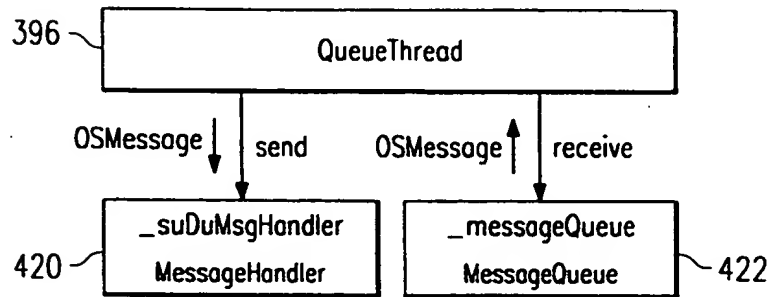 396
QueueThread
OSMessage
send
OSMessage
receive
_suDuMsgHandler
MessageHandler
420
_messageQueue
MessageQueue
422